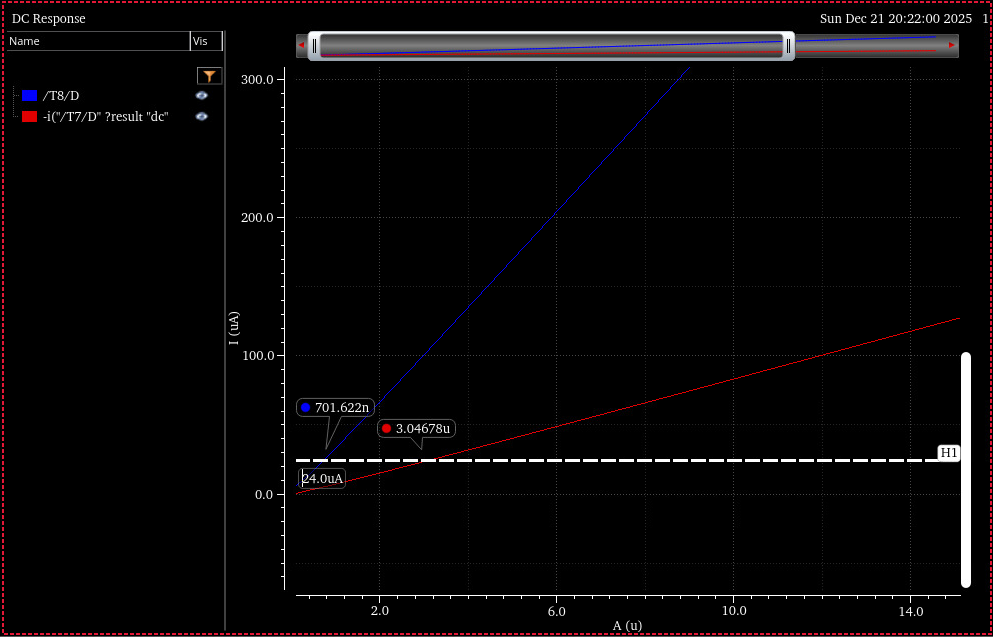 DC Response
Sun Dec 21 20:22:00 2025 1
Name Vis
/T8/D
-i("/T7/D" ?result "dc"
300.0
200.0
I (uA)
100.0
701.622n
3.04678u
H1
24.0uA
0.0
2.0 6.0 10.0 14.0
A (u)